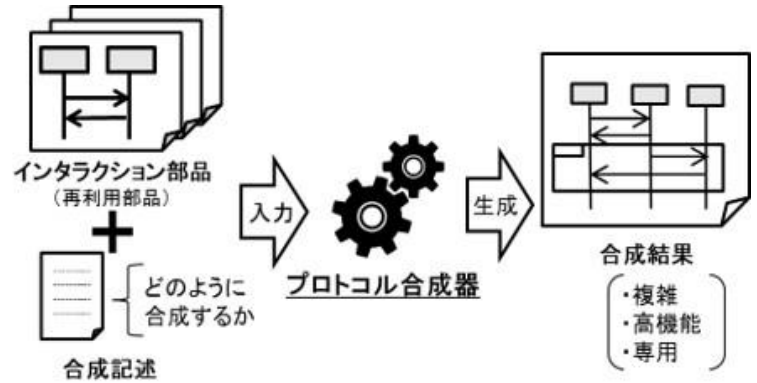 インタラクション部品
(再利用部品)
+
合成記述
どのように
合成するか
入力
プロトコル合成器
生成
合成結果
・複雑
・高機能
・専用